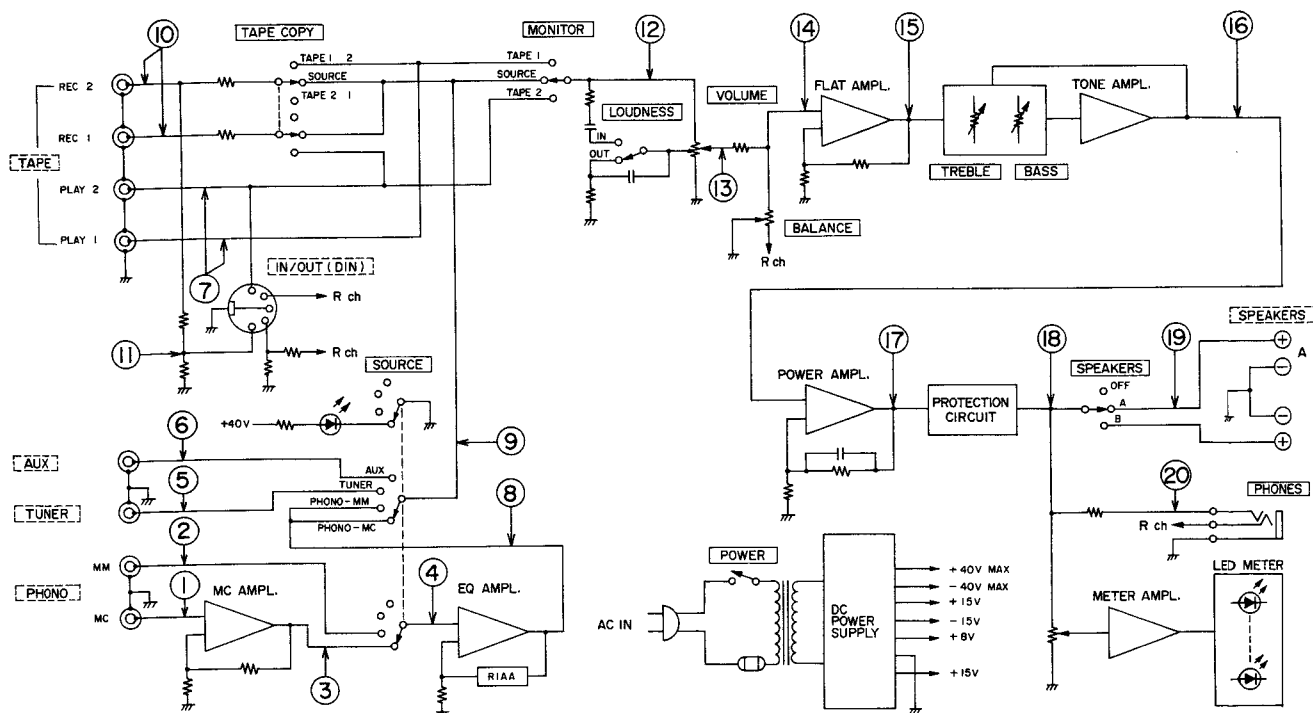 10
TAPE COPY
MONITOR
12
14
15
16
TAPE 1 2
TAPE 1
REC 2
SOURCE
SOURCE
TAPE 2 1
TAPE 2
VOLUME
FLAT AMPL.
TONE AMPL.
LOUDNESS
IN
OUT
REC 1
TAPE
13
TREBLE
BASS
PLAY 2
BALANCE
PLAY 1
R ch
IN/OUT (DIN)
7
R ch
11
R ch
SOURCE
17
18
SPEAKERS
19
SPEAKERS
A
POWER AMPL.
OFF
A
B
PROTECTION
CIRCUIT
+40V
6
9
AUX
AUX
5
TUNER
8
TUNER
PHONO-MM
PHONO-MC
20
PHONES
R ch
2
MM
1
MC AMPL.
4
EQ AMPL.
PHONO
MC
POWER
+40V MAX
-40V MAX
+15V
-15V
+8V
+15V
LED METER
METER AMPL.
AC IN
DC
POWER
SUPPLY
3
RIAA